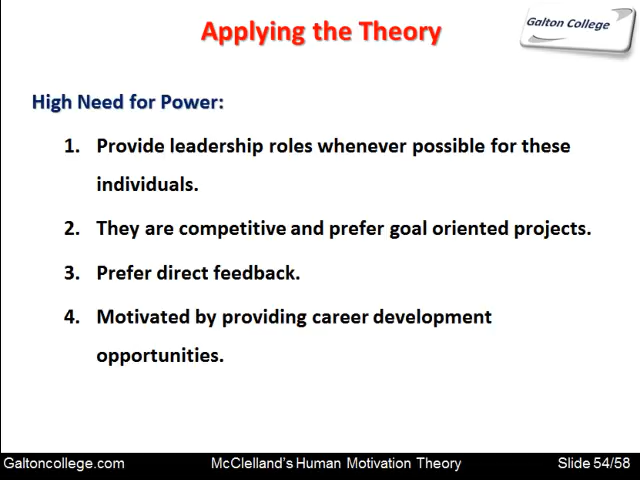 Applying the Theory
Galton College
High Need for Power:
1. Provide leadership roles whenever possible for these
individuals.
2. They are competitive and prefer goal oriented projects.
3. Prefer direct feedback.
4. Motivated by providing career development
opportunities.
Galtoncollege.com McClelland's Human Motivation Theory Slide 54/58